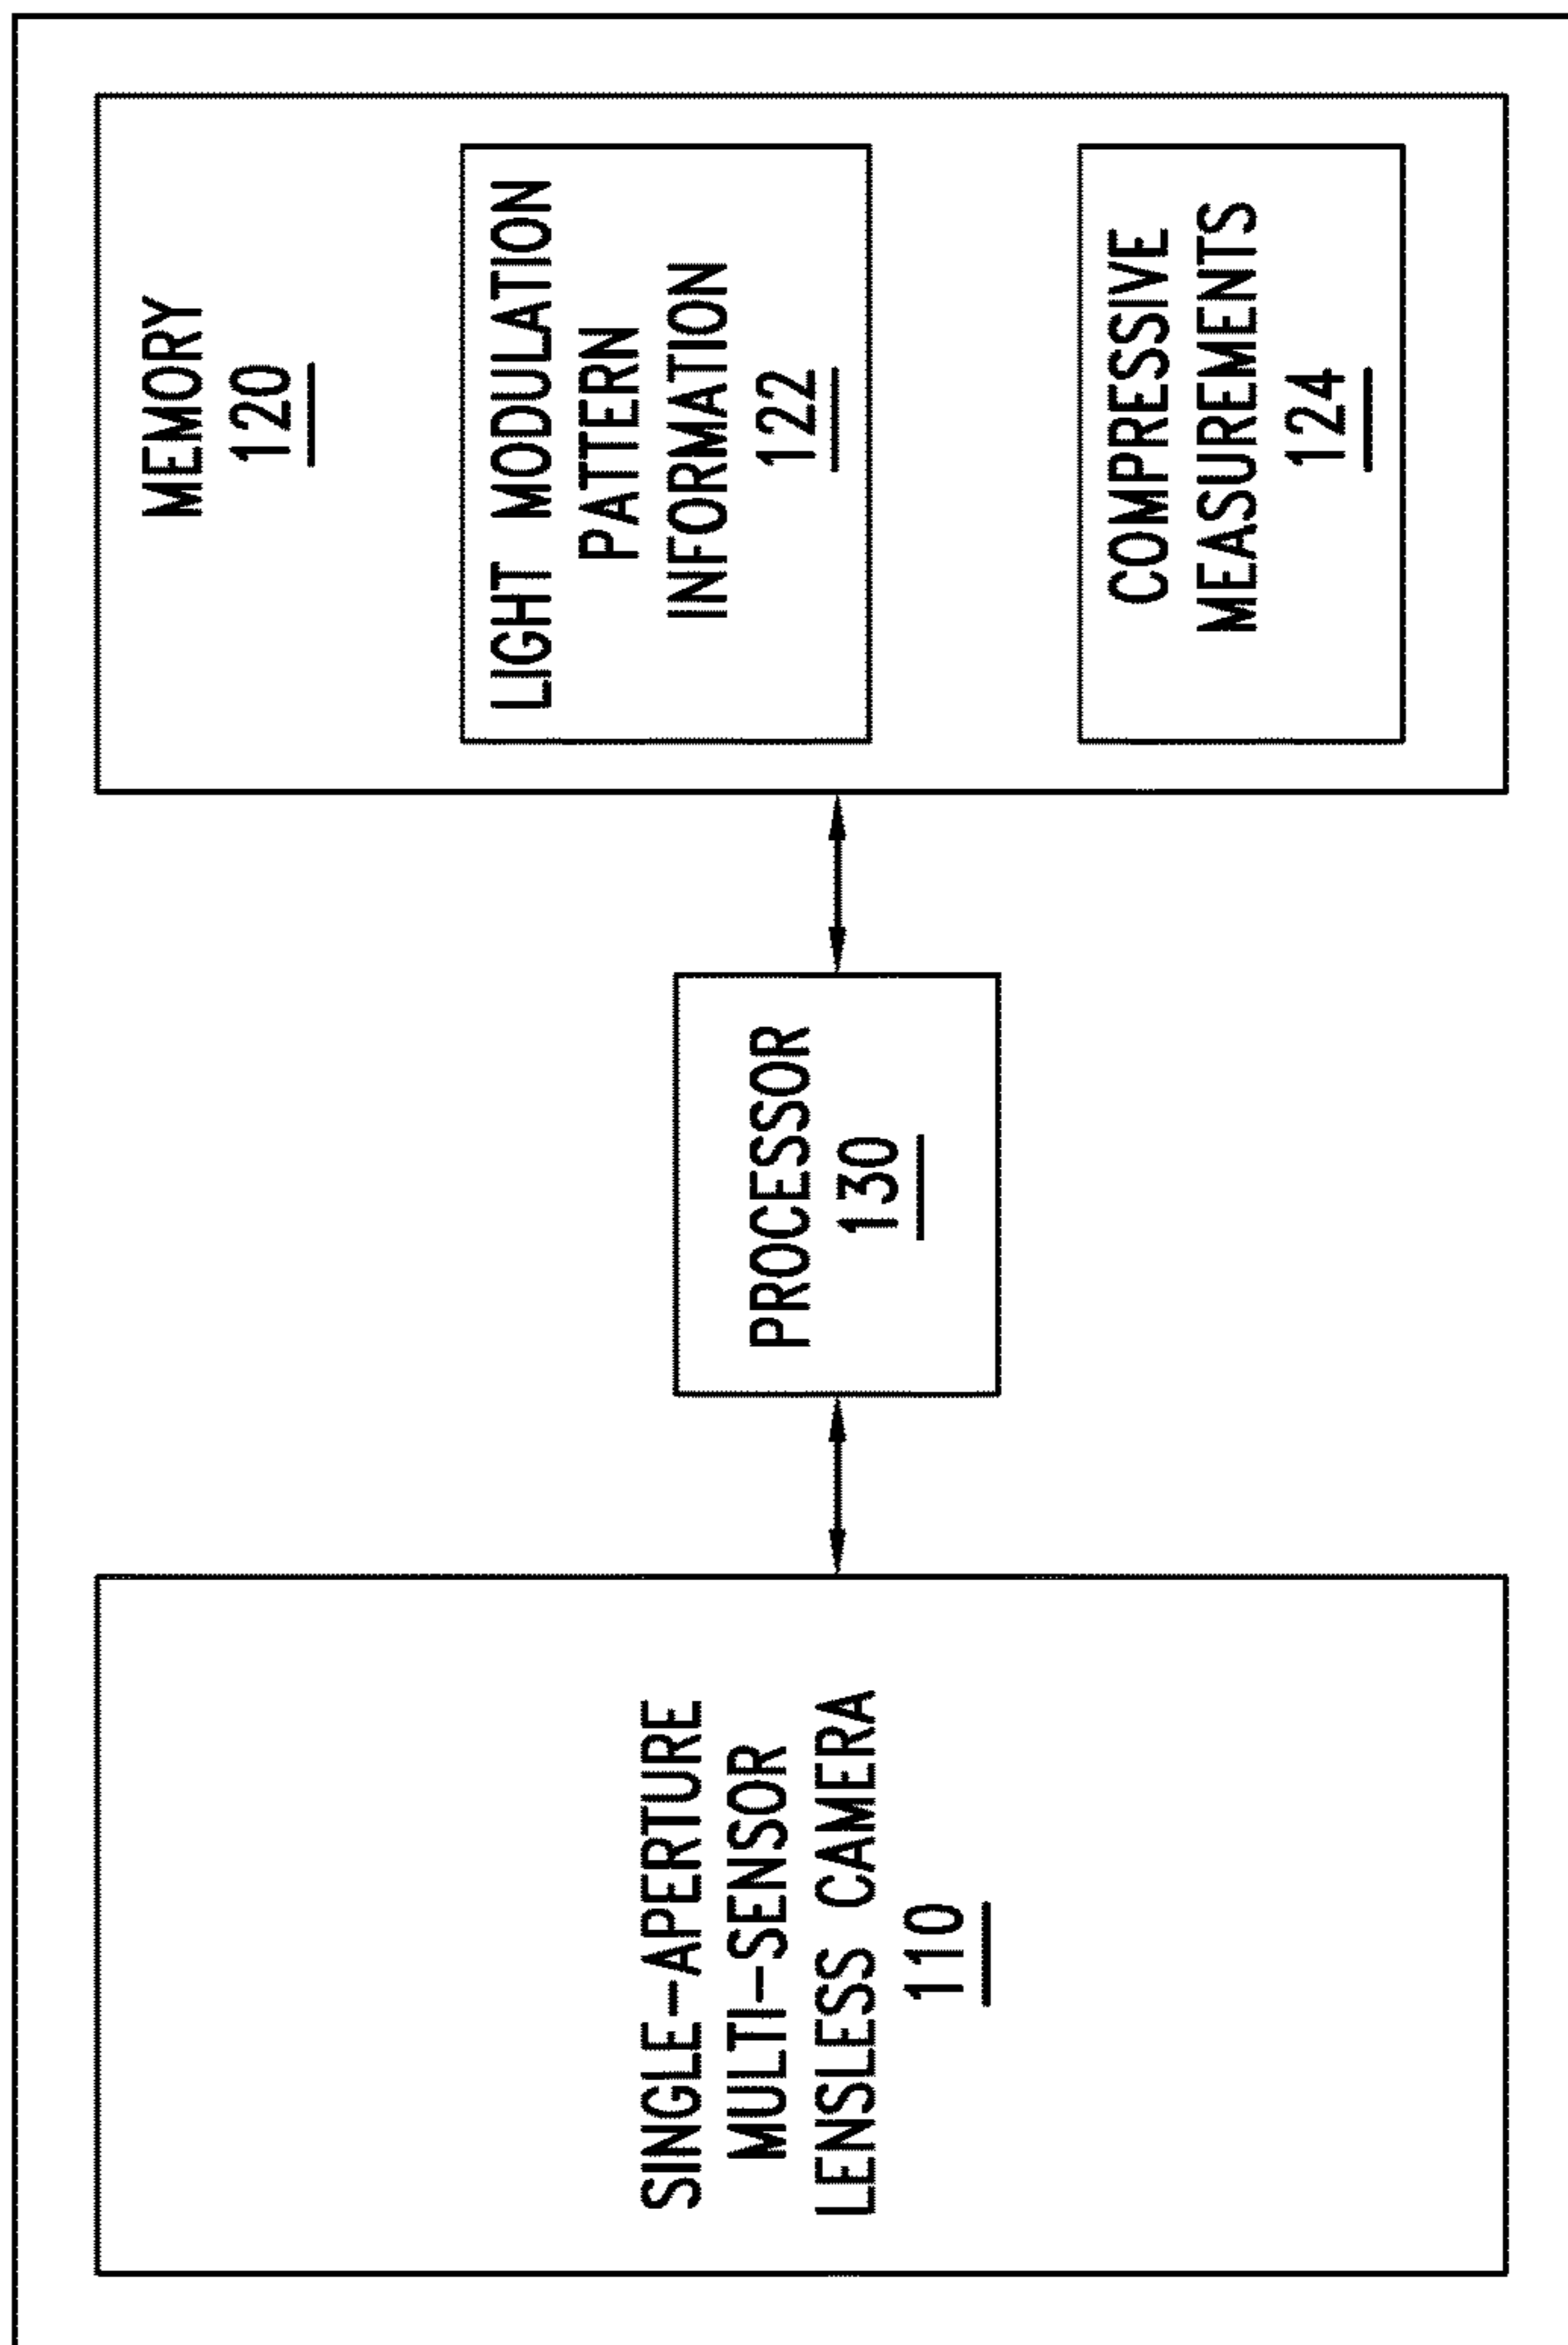 SINGLE-APERTURE
MULTI-SENSOR
LENSLESS CAMERA
110
PROCESSOR
130
MEMORY
120
LIGHT MODULATION
PATTERN
INFORMATION
122
COMPRESSIVE
MEASUREMENTS
124